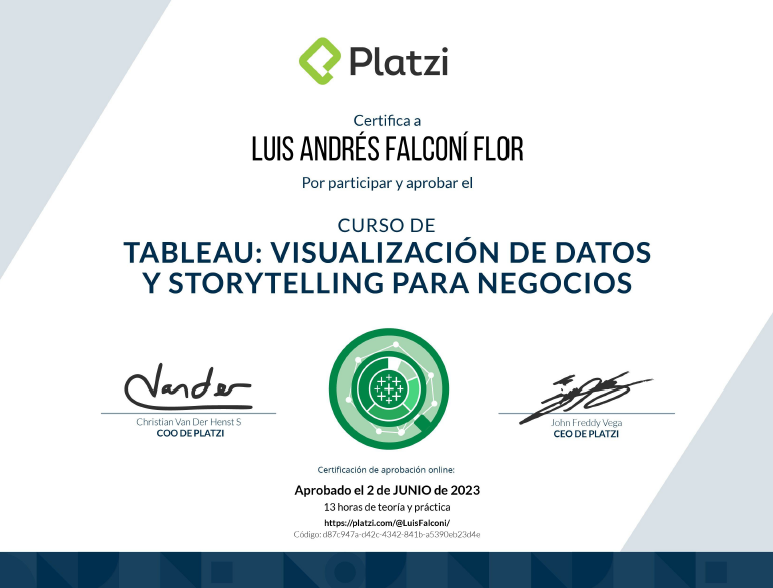 Platzi
Certifica a
LUIS ANDRÉS FALCONÍ FLOR
Por participar y aprobar el
CURSO DE
TABLEAU: VISUALIZACIÓN DE DATOS
Y STORYTELLING PARA NEGOCIOS
Vander
Christian Van Der Henst S
COO DE PLATZI
John Freddy Vega
CEO DE PLATZI
Certificación de aprobación online:
Aprobado el 2 de JUNIO de 2023
13 horas de teoría y práctica
https://platzi.com/@LuisFalconi/
Código: d87c947a-d42c-4342-841b-a5390eb23d4e